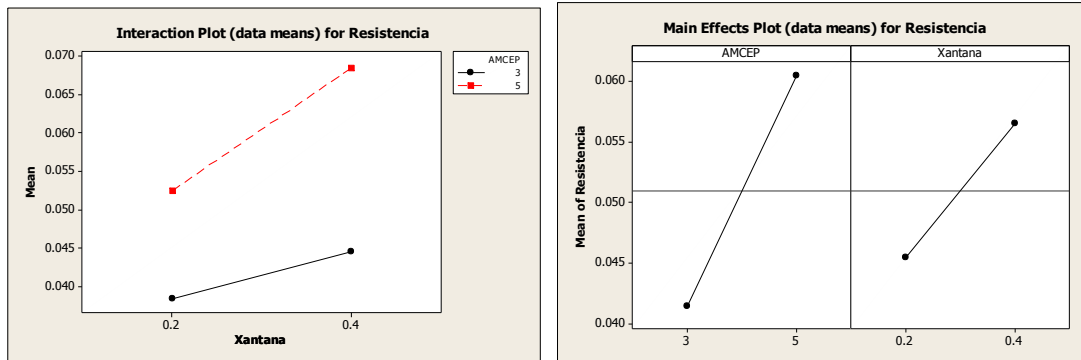 Interaction Plot (data means) for Resistencia
AMCEP
3
5
0.070
0.065
0.060
0.055
0.050
0.045
0.040
Mean
0.2
0.4
Xantana
Main Effects Plot (data means) for Resistencia
AMCEP
Xantana
0.060
0.055
0.050
0.045
0.040
Mean of Resistencia
3
5
0.2
0.4